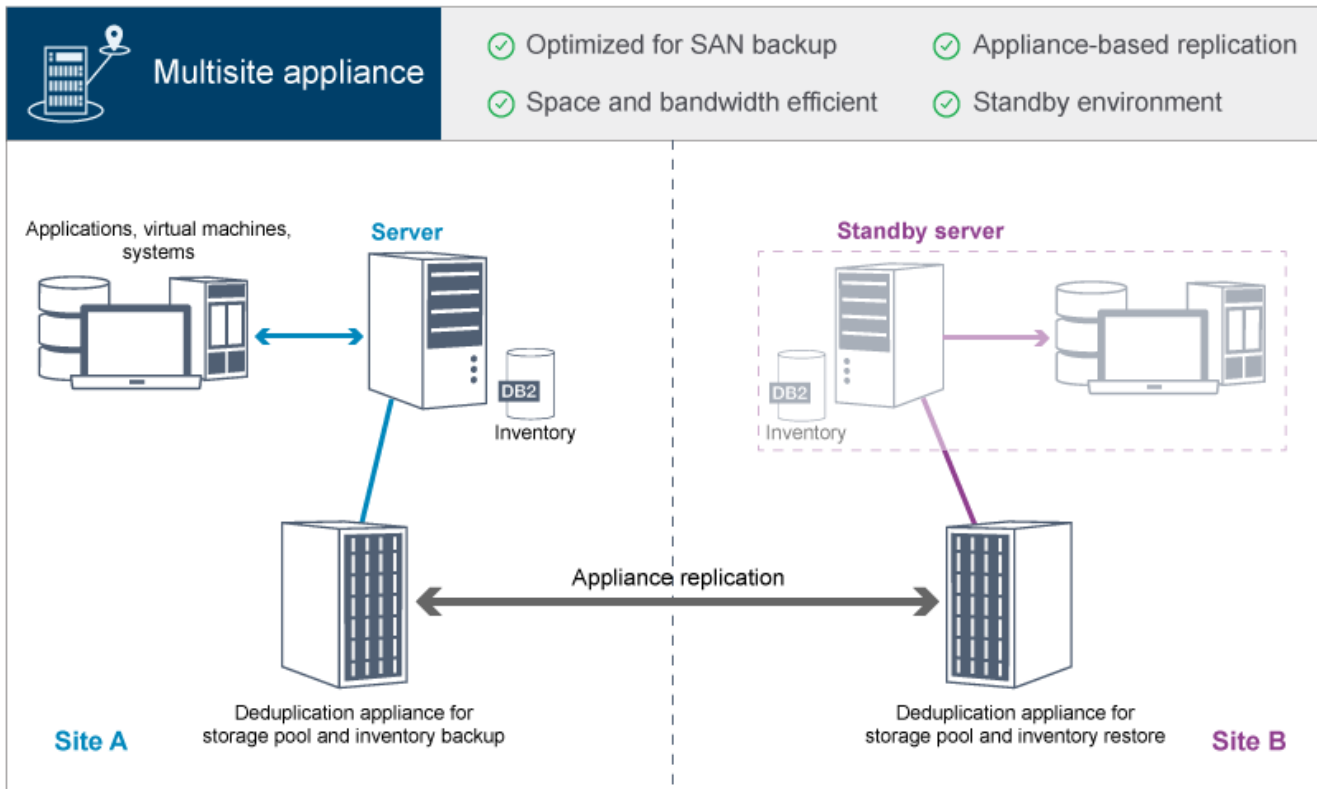 Multisite appliance
Optimized for SAN backup
Appliance-based replication
Space and bandwidth efficient
Standby environment
Applications, virtual machines,
systems
Server
DB2
Inventory
Standby server
DB2
Inventory
Appliance replication
Deduplication appliance for
storage pool and inventory backup
Site A
Deduplication appliance for
storage pool and inventory restore
Site B